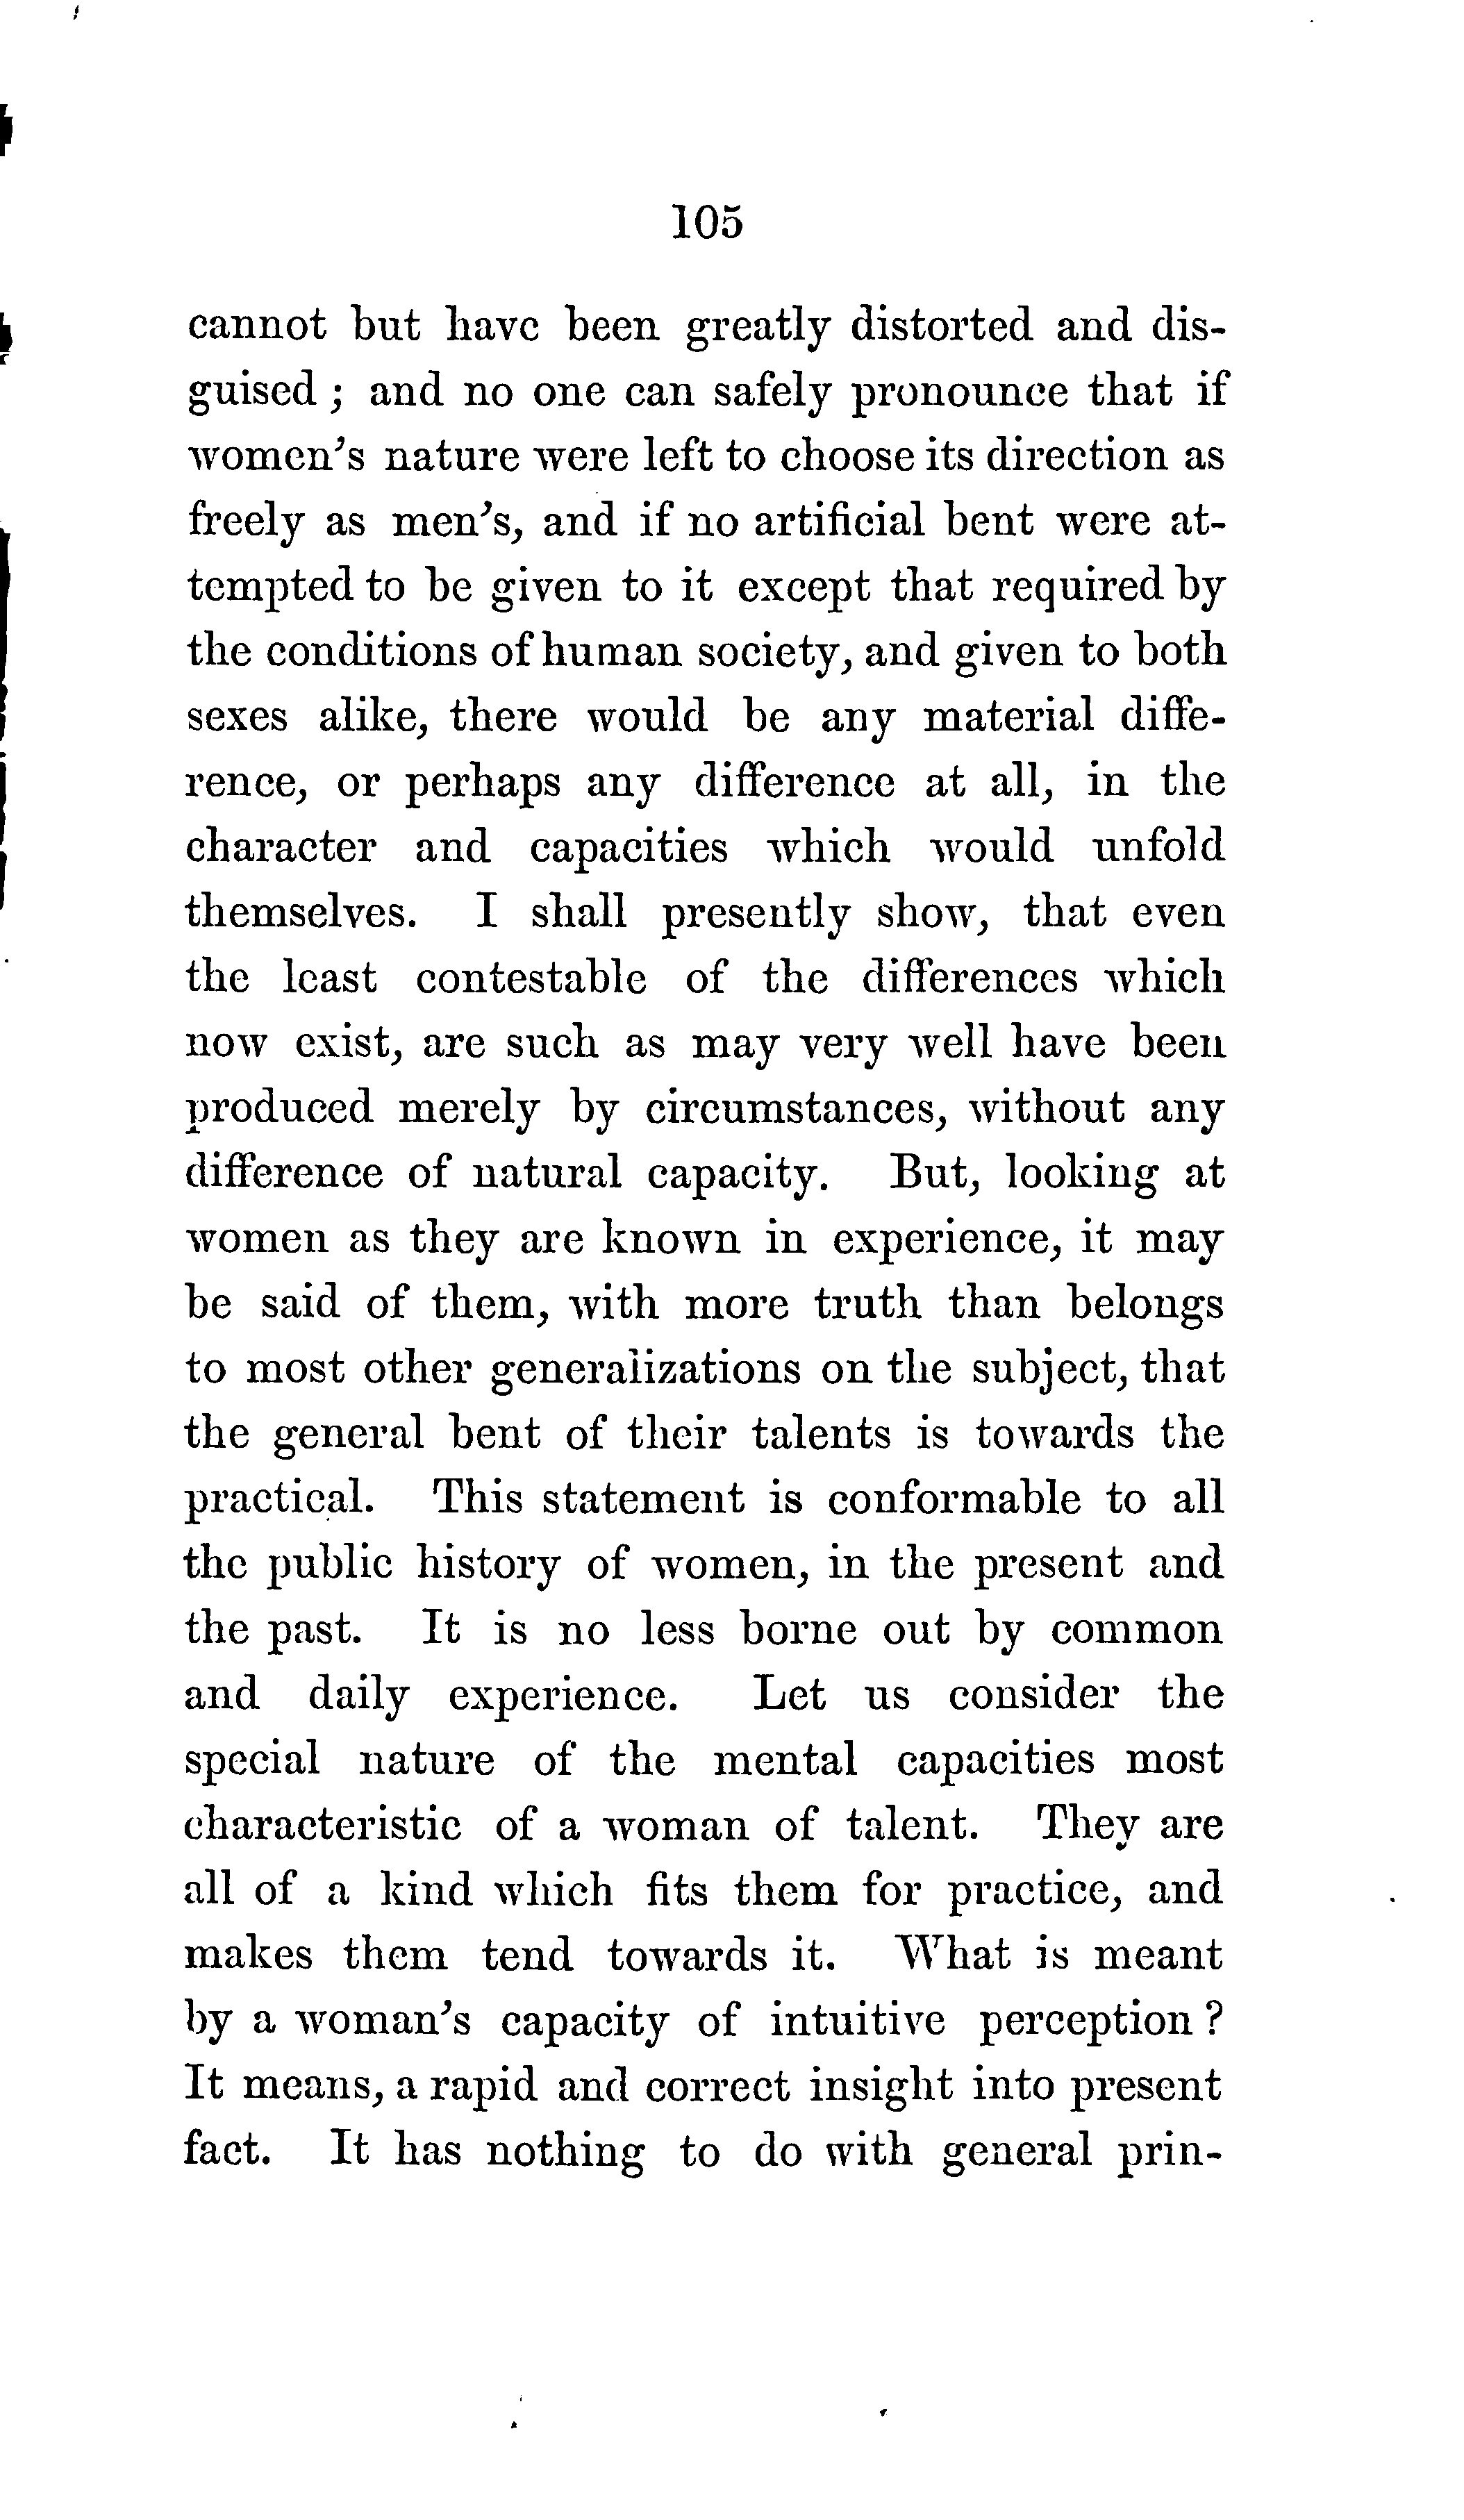 105
cannot but have been greatly distorted and dis-
guised ; and no one can safely pronounce that if
women's nature were left to choose its direction as
freely as men's, and if no artificial bent were at-
tempted to be given to it except that required by
the conditions of human society, and given to both
sexes alike, there would be any material diffe-
rence, or perhaps any difference at all, in the
character and capacities which would unfold
themselves. I shall presently show, that even
the least contestable of the differences which
now exist, are such as may very well have been
produced merely by circumstances, without any
difference of natural capacity. But, looking at
women as they are known in experience, it may
be said of them, with more truth than belongs
to most other generalizations on the subject, that
the general bent of their talents is towards the
practical. This statement is conformable to all
the public history of women, in the present and
the past. It is no less borne out by common
and daily experience. Let us consider the
special nature of the mental capacities most
characteristic of a woman of talent. They are
all of a kind which fits them for practice, and
makes them tend towards it. What is meant
by a woman's capacity of intuitive perception ?
It means, a rapid and correct insight into present
fact. It has nothing to do with general prin-